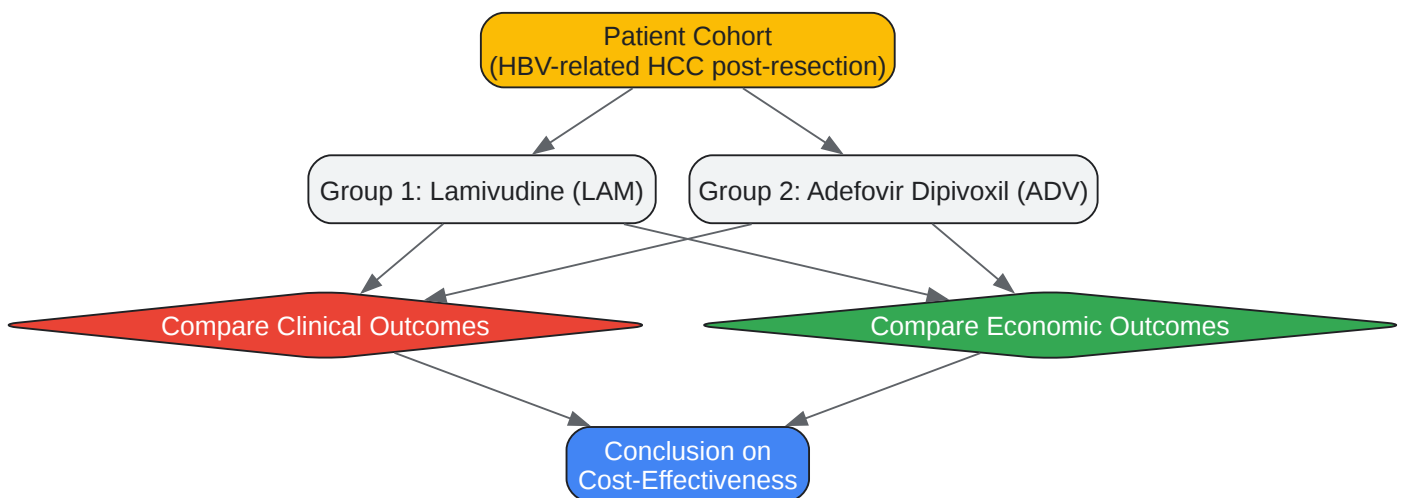 Patient Cohort
(HBV-related HCC post-resection)
Group 1: Lamivudine (LAM)
Group 2: Adefovir Dipivoxil (ADV)
Compare Clinical Outcomes
Compare Economic Outcomes
Conclusion on
Cost-Effectiveness